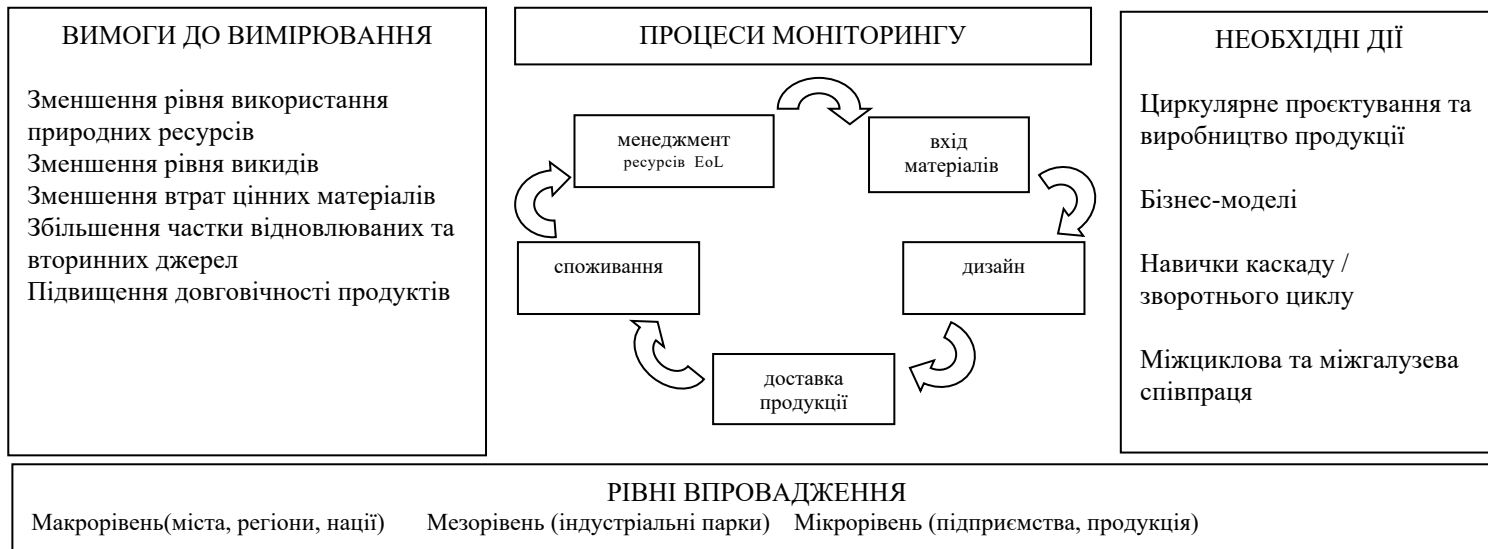 ВИМОГИ ДО ВИМІРЮВАННЯ
Зменшення рівня використання
природних ресурсів
Зменшення рівня викидів
Зменшення втрат цінних матеріалів
Збільшення частки відновлюваних та
вторинних джерел
Підвищення довговічності продуктів
ПРОЦЕСИ МОНІТОРИНГУ
менеджмент
ресурсів EoL
вхід
матеріалів
споживання
дизайн
доставка
продукції
НЕОБХІДНІ ДІЇ
Циркулярне проєктування та
виробництво продукції
Бізнес-моделі
Навички каскаду /
зворотнього циклу
Міжциклова та міжгалузева
співпраця
РІВНІ ВПРОВАДЖЕННЯ
Макрорівень(міста, регіони, нації) Мезорівень (індустріальні парки) Мікрорівень (підприємства, продукція)